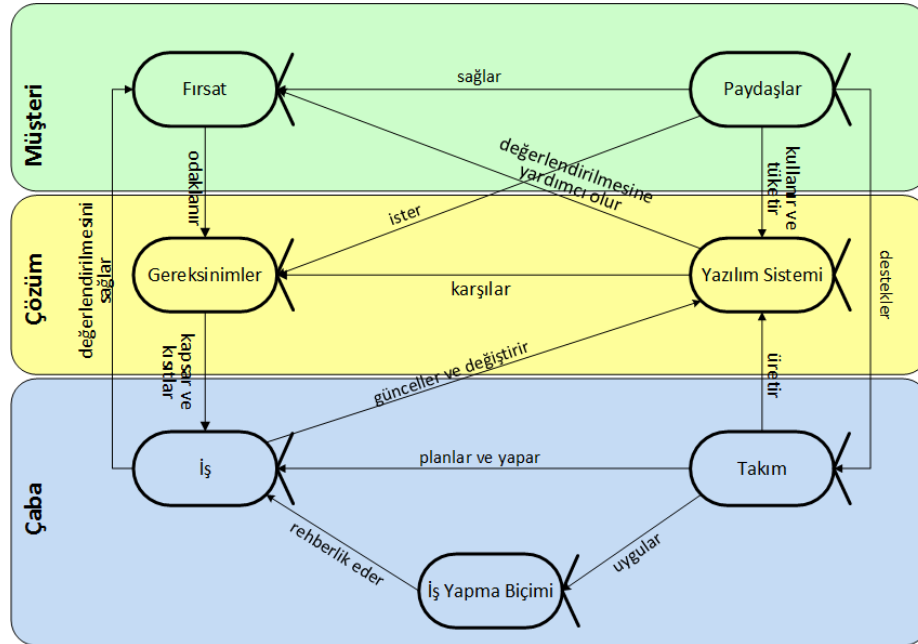 Müşteri
Fırsat
sağlar
Paydaşlar
odaklanır
değerlendirilmesine
yardımcı olur
kullanır ve
tüketir
ister
değerlendirilmesini
sağlar
Çözüm
Gereksinimler
karşılar
Yazılım Sistemi
destekler
kapsar ve
kısıtlar
günceller ve değiştirir
üretir
Çaba
İş
planlar ve yapar
Takım
rehberlik eder
uygular
İş Yapma Biçimi